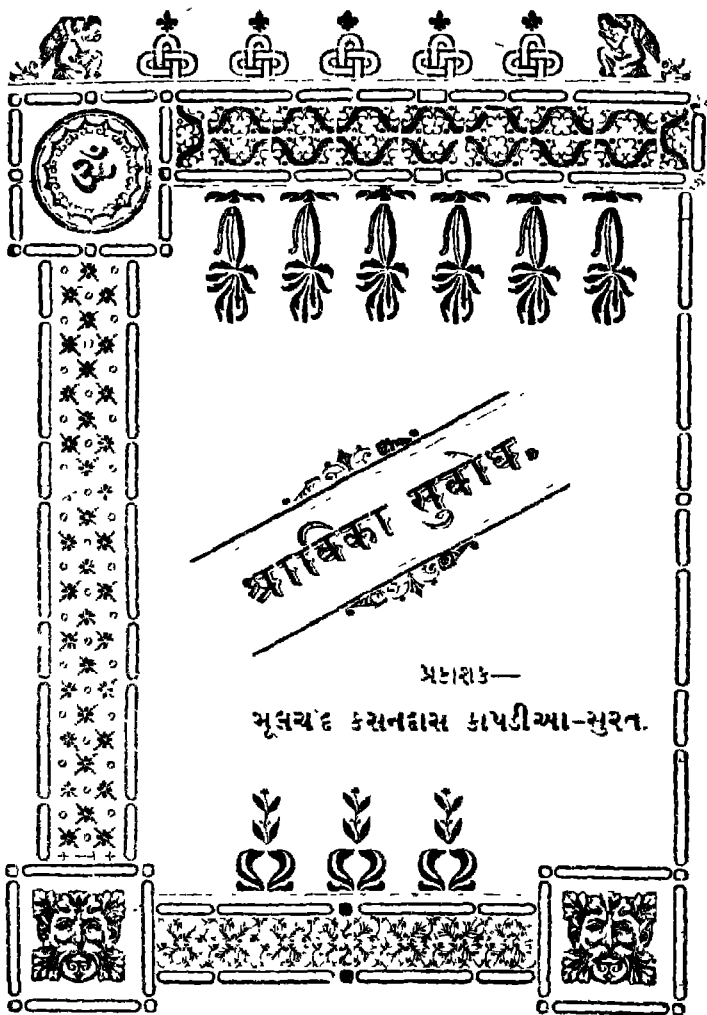 ॐ
श्राविका सुबोध.
પ્રકાશક—
મૂલચંદ કસનદાસ કાપડીઆ-સુરત.